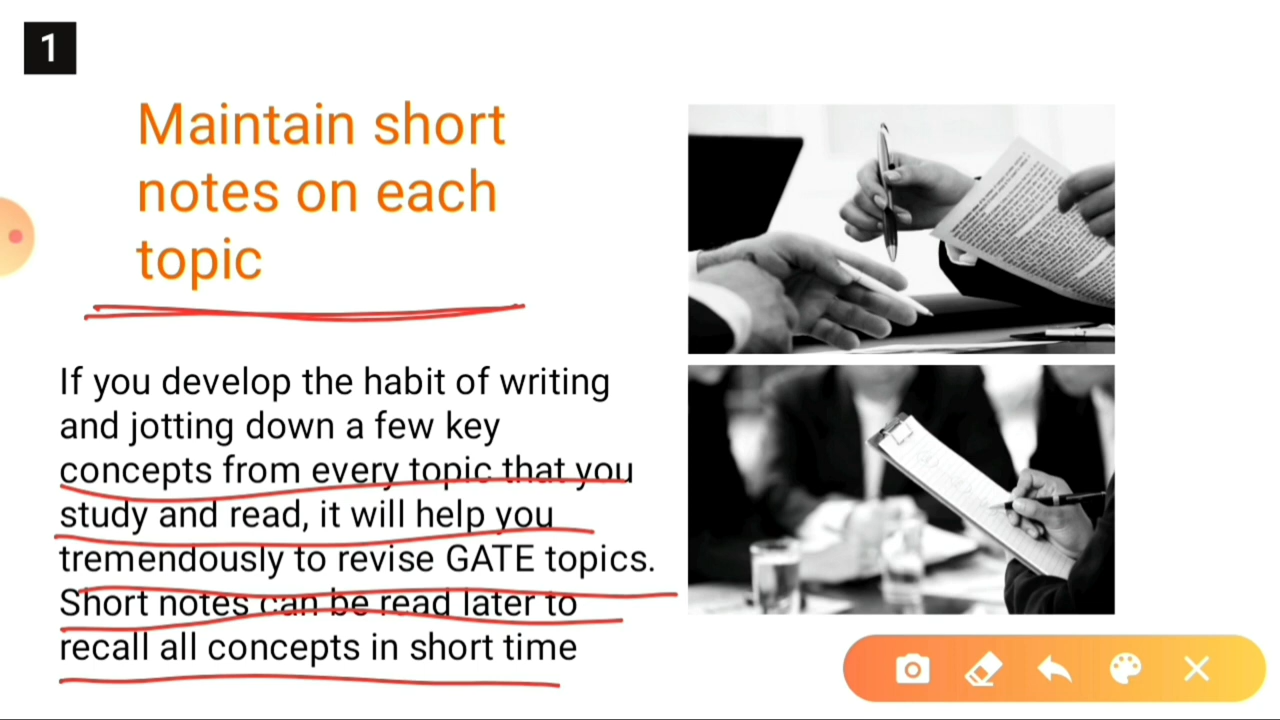 1
Maintain short
notes on each
topic
If you develop the habit of writing
and jotting down a few key
concepts from every topic that you
study and read, it will help you
tremendously to revise GATE topics.
Short notes can be read later to
recall all concepts in short time